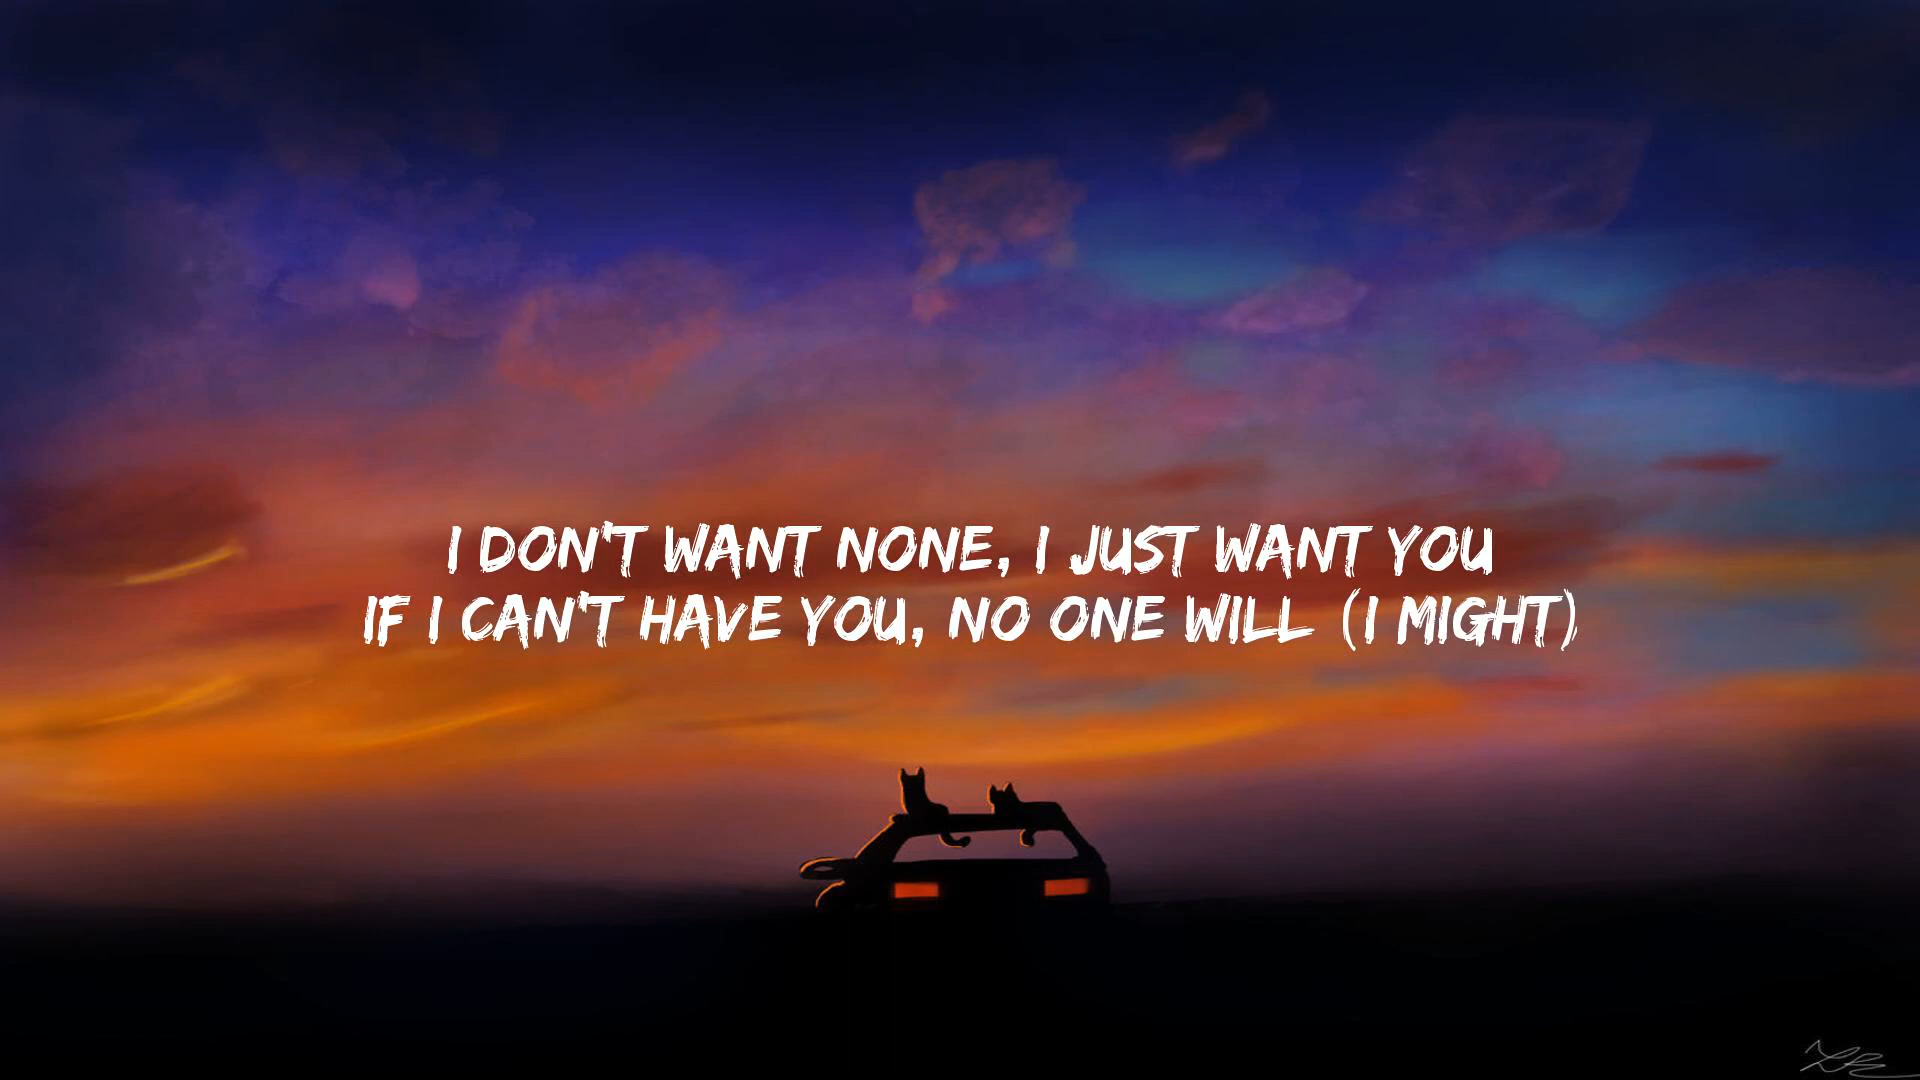 I DON'T WANT NONE, I JUST WANT YOU
IF I CAN'T HAVE YOU, NO ONE WILL (I MIGHT)